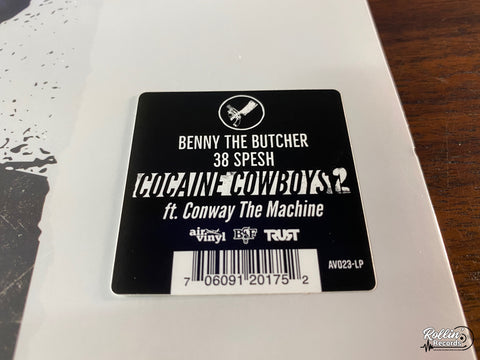 BENNY THE BUTCHER
38 SPESH
COCAINE COWBOYS 2
ft. Conway The Machine
air vinyl BSF TRUST
7 06091 20175 2
AV023-LP
Rollin Records